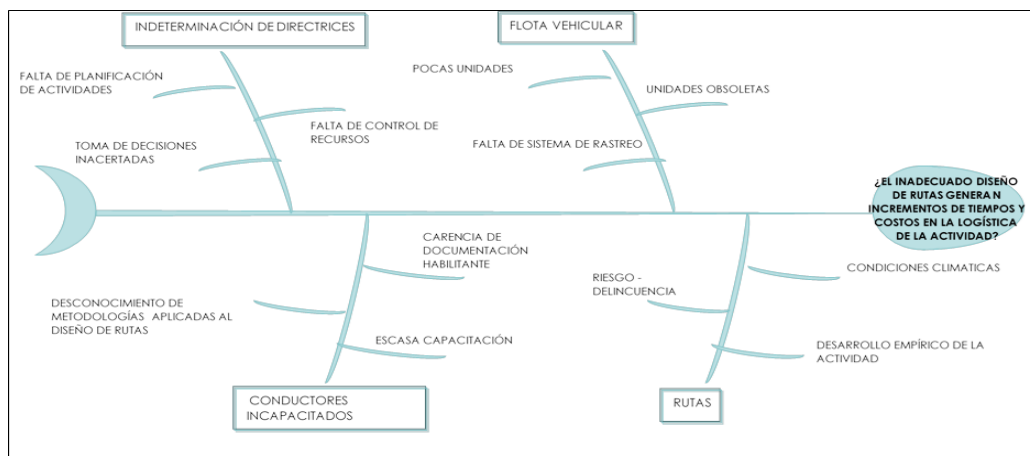 INDETERMINACIÓN DE DIRECTRICES
FLOTA VEHICULAR
FALTA DE PLANIFICACIÓN
DE ACTIVIDADES
POCAS UNIDADES
UNIDADES OBSOLETAS
FALTA DE CONTROL DE
RECURSOS
TOMA DE DECISIONES
INACERTADAS
FALTA DE SISTEMA DE RASTREO
¿EL INADECUADO DISEÑO
DE RUTAS GENERAN
INCREMENTOS DE TIEMPOS Y
COSTOS EN LA LOGÍSTICA
DE LA ACTIVIDAD?
CARENCIA DE
DOCUMENTACIÓN
HABILITANTE
CONDICIONES CLIMATICAS
RIESGO -
DELINCUENCIA
DESCONOCIMIENTO DE
METODOLOGÍAS APLICADAS AL
DISEÑO DE RUTAS
ESCASA CAPACITACIÓN
DESARROLLO EMPÍRICO DE LA
ACTIVIDAD
CONDUCTORES
INCAPACITADOS
RUTAS